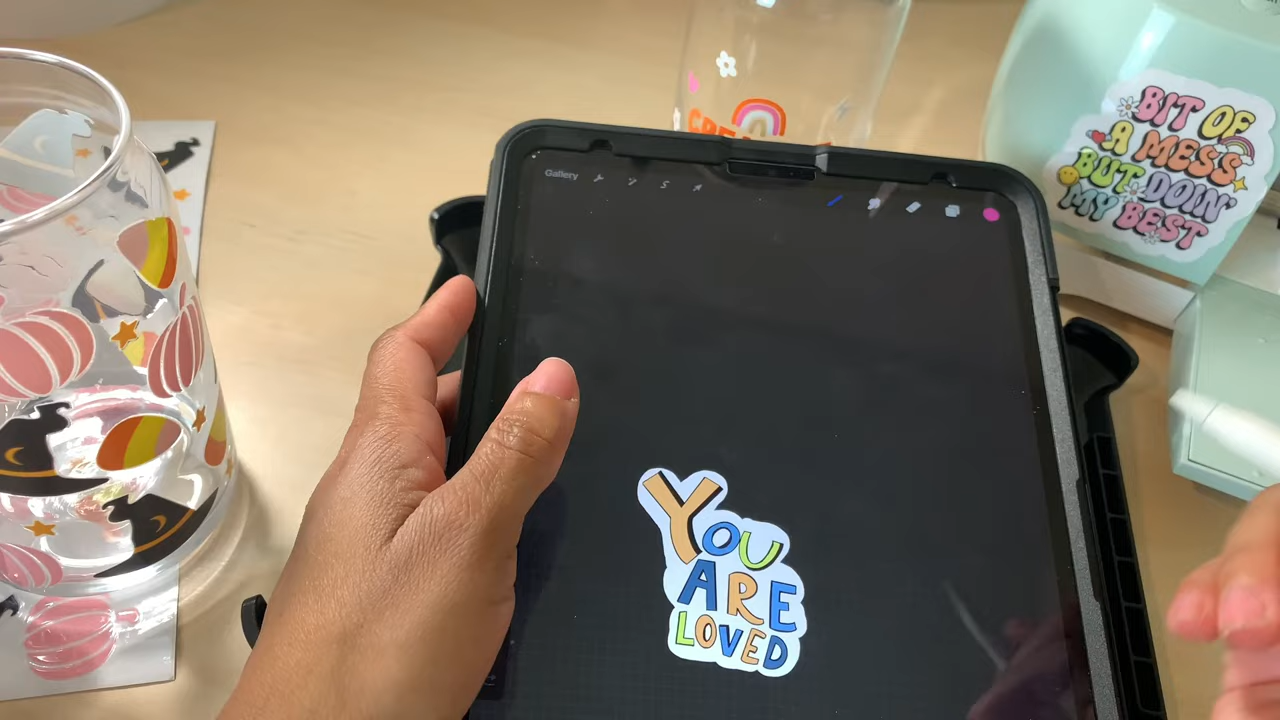 Gallery
BIT OF
A MESS
BUT DOIN'
MY BEST
YOU
ARE
LOVED